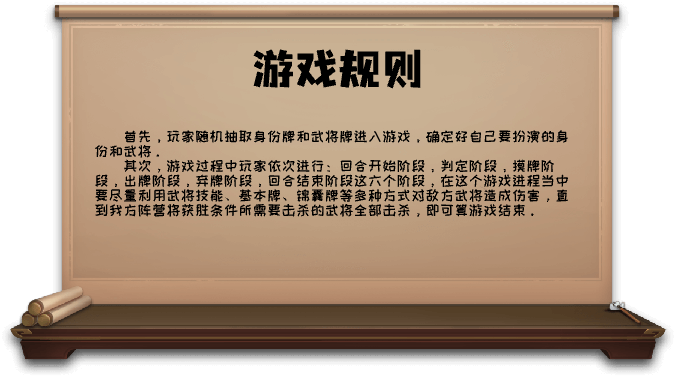 游戏规则
首先，玩家随机抽取身份牌和武将牌进入游戏，确定好自己要扮演的身
份和武将．
其次，游戏过程中玩家依次进行：回合开始阶段，判定阶段，摸牌阶
段，出牌阶段，弃牌阶段，回合结束阶段这六个阶段，在这个游戏进程当中
要尽量利用武将技能、基本牌、锦囊牌等多种方式对敌方武将造成伤害，直
到我方阵营将获胜条件所需要击杀的武将全部击杀，即可算游戏结束．